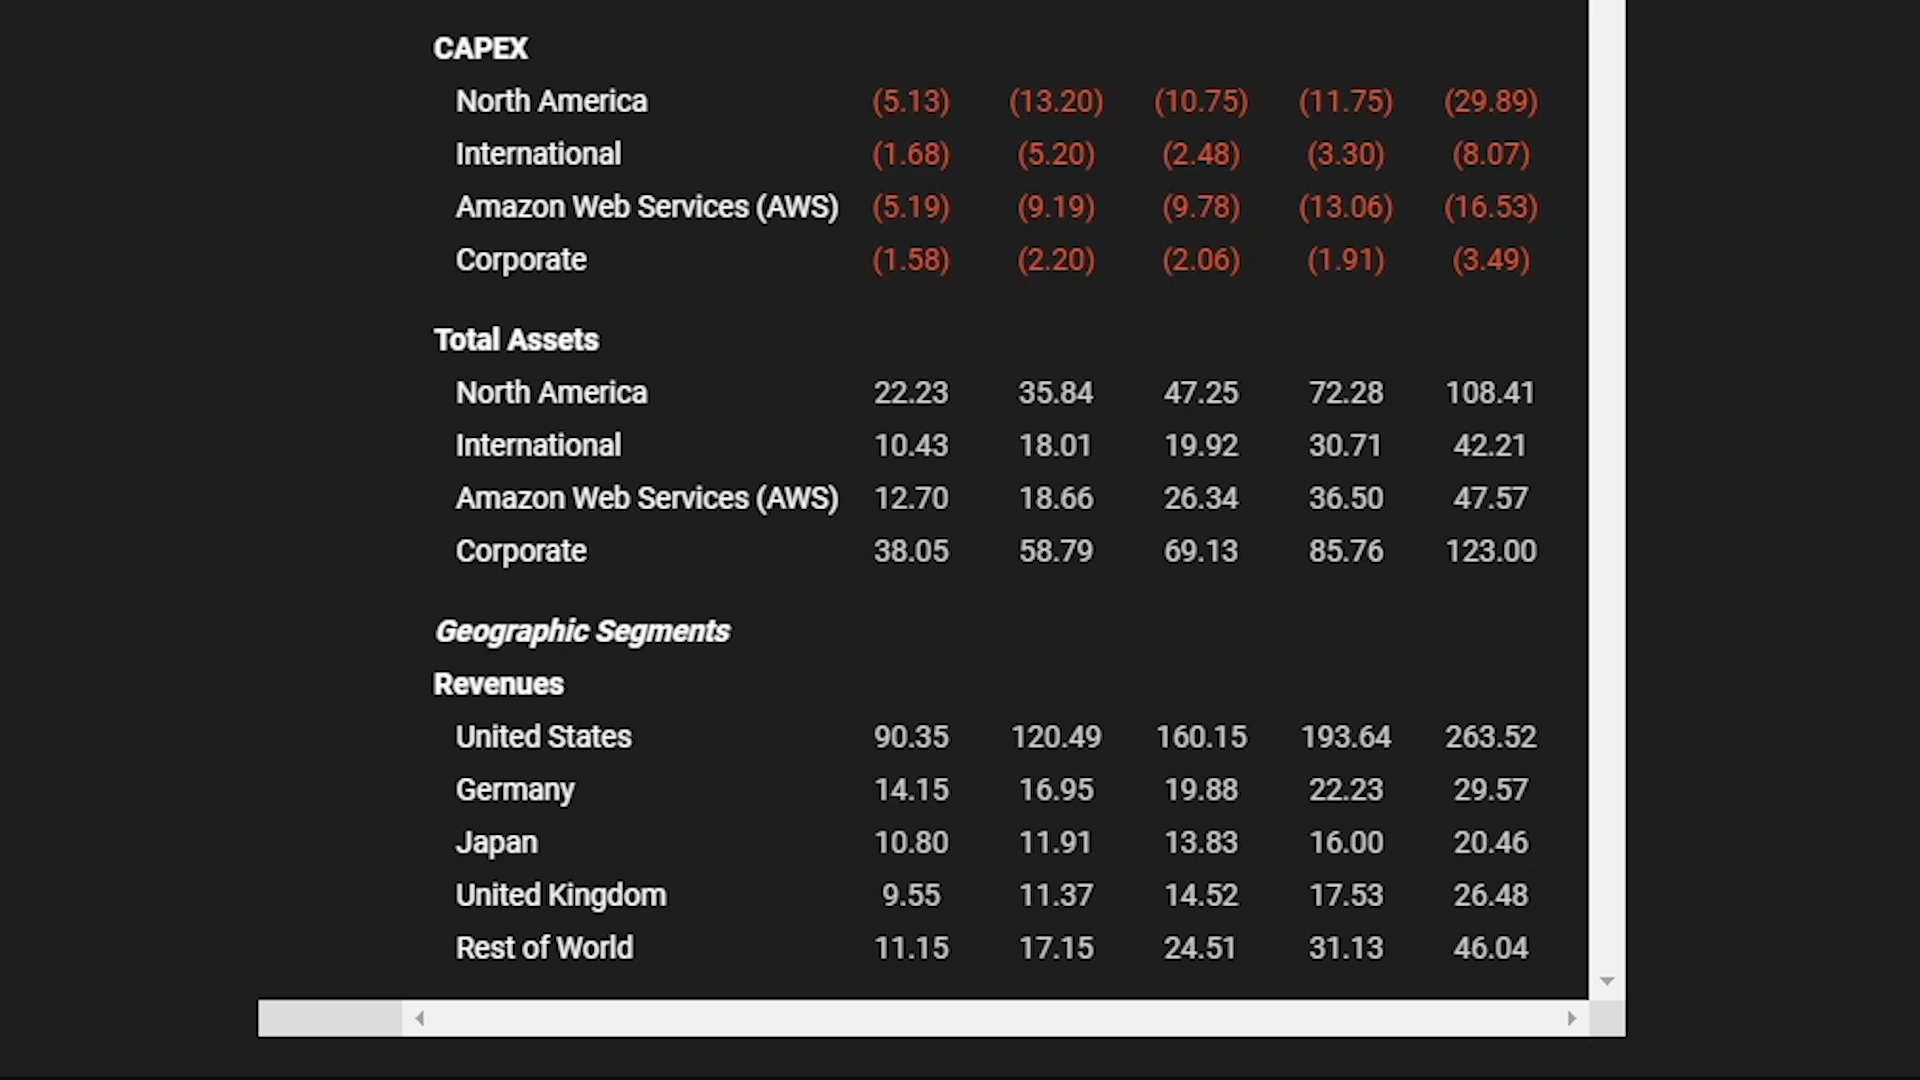 CAPEX
North America (5.13) (13.20) (10.75) (11.75) (29.89)
International (1.68) (5.20) (2.48) (3.30) (8.07)
Amazon Web Services (AWS) (5.19) (9.19) (9.78) (13.06) (16.53)
Corporate (1.58) (2.20) (2.06) (1.91) (3.49)
Total Assets
North America 22.23 35.84 47.25 72.28 108.41
International 10.43 18.01 19.92 30.71 42.21
Amazon Web Services (AWS) 12.70 18.66 26.34 36.50 47.57
Corporate 38.05 58.79 69.13 85.76 123.00
Geographic Segments
Revenues
United States 90.35 120.49 160.15 193.64 263.52
Germany 14.15 16.95 19.88 22.23 29.57
Japan 10.80 11.91 13.83 16.00 20.46
United Kingdom 9.55 11.37 14.52 17.53 26.48
Rest of World 11.15 17.15 24.51 31.13 46.04